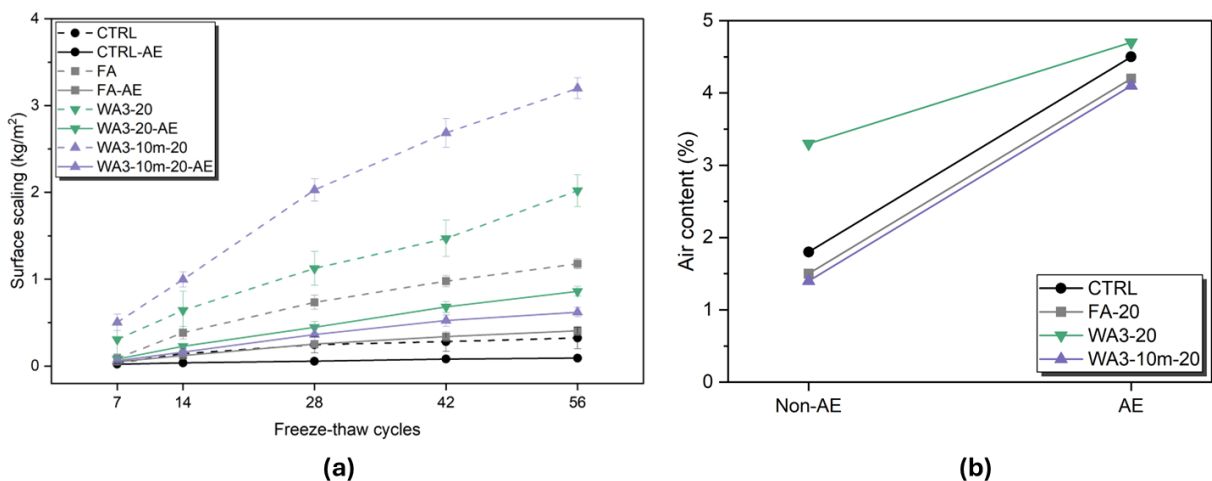 4
3
2
1
0
Surface scaling (kg/m²)
CTRL
CTRL-AE
FA
FA-AE
WA3-20
WA3-20-AE
WA3-10m-20
WA3-10m-20-AE
7 14 28 42 56
Freeze-thaw cycles
(a)
5
4
3
2
1
0
Air content (%)
CTRL
FA-20
WA3-20
WA3-10m-20
Non-AE AE
(b)